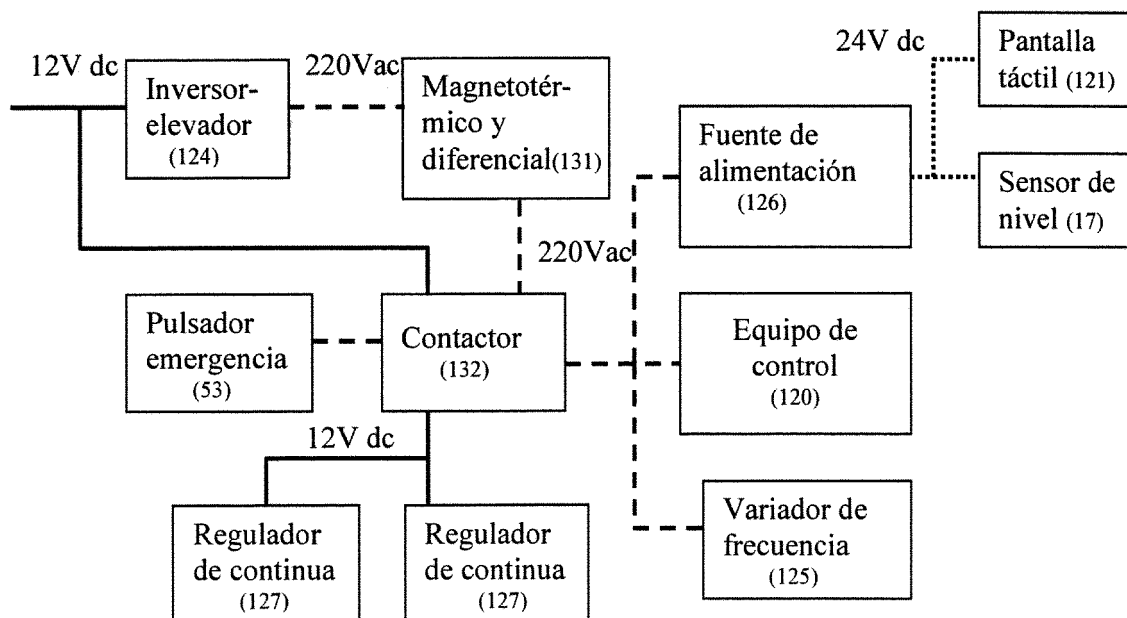 12V dc
Inversor-
elevador
(124)
220Vac
Magnetotér-
mico y
diferencial(131)
24V dc
Pantalla
táctil (121)
Fuente de
alimentación
(126)
Sensor de
nivel (17)
220Vac
Pulsador
emergencia
(53)
Contactor
(132)
Equipo de
control
(120)
12V dc
Regulador
de continua
(127)
Regulador
de continua
(127)
Variador de
frecuencia
(125)